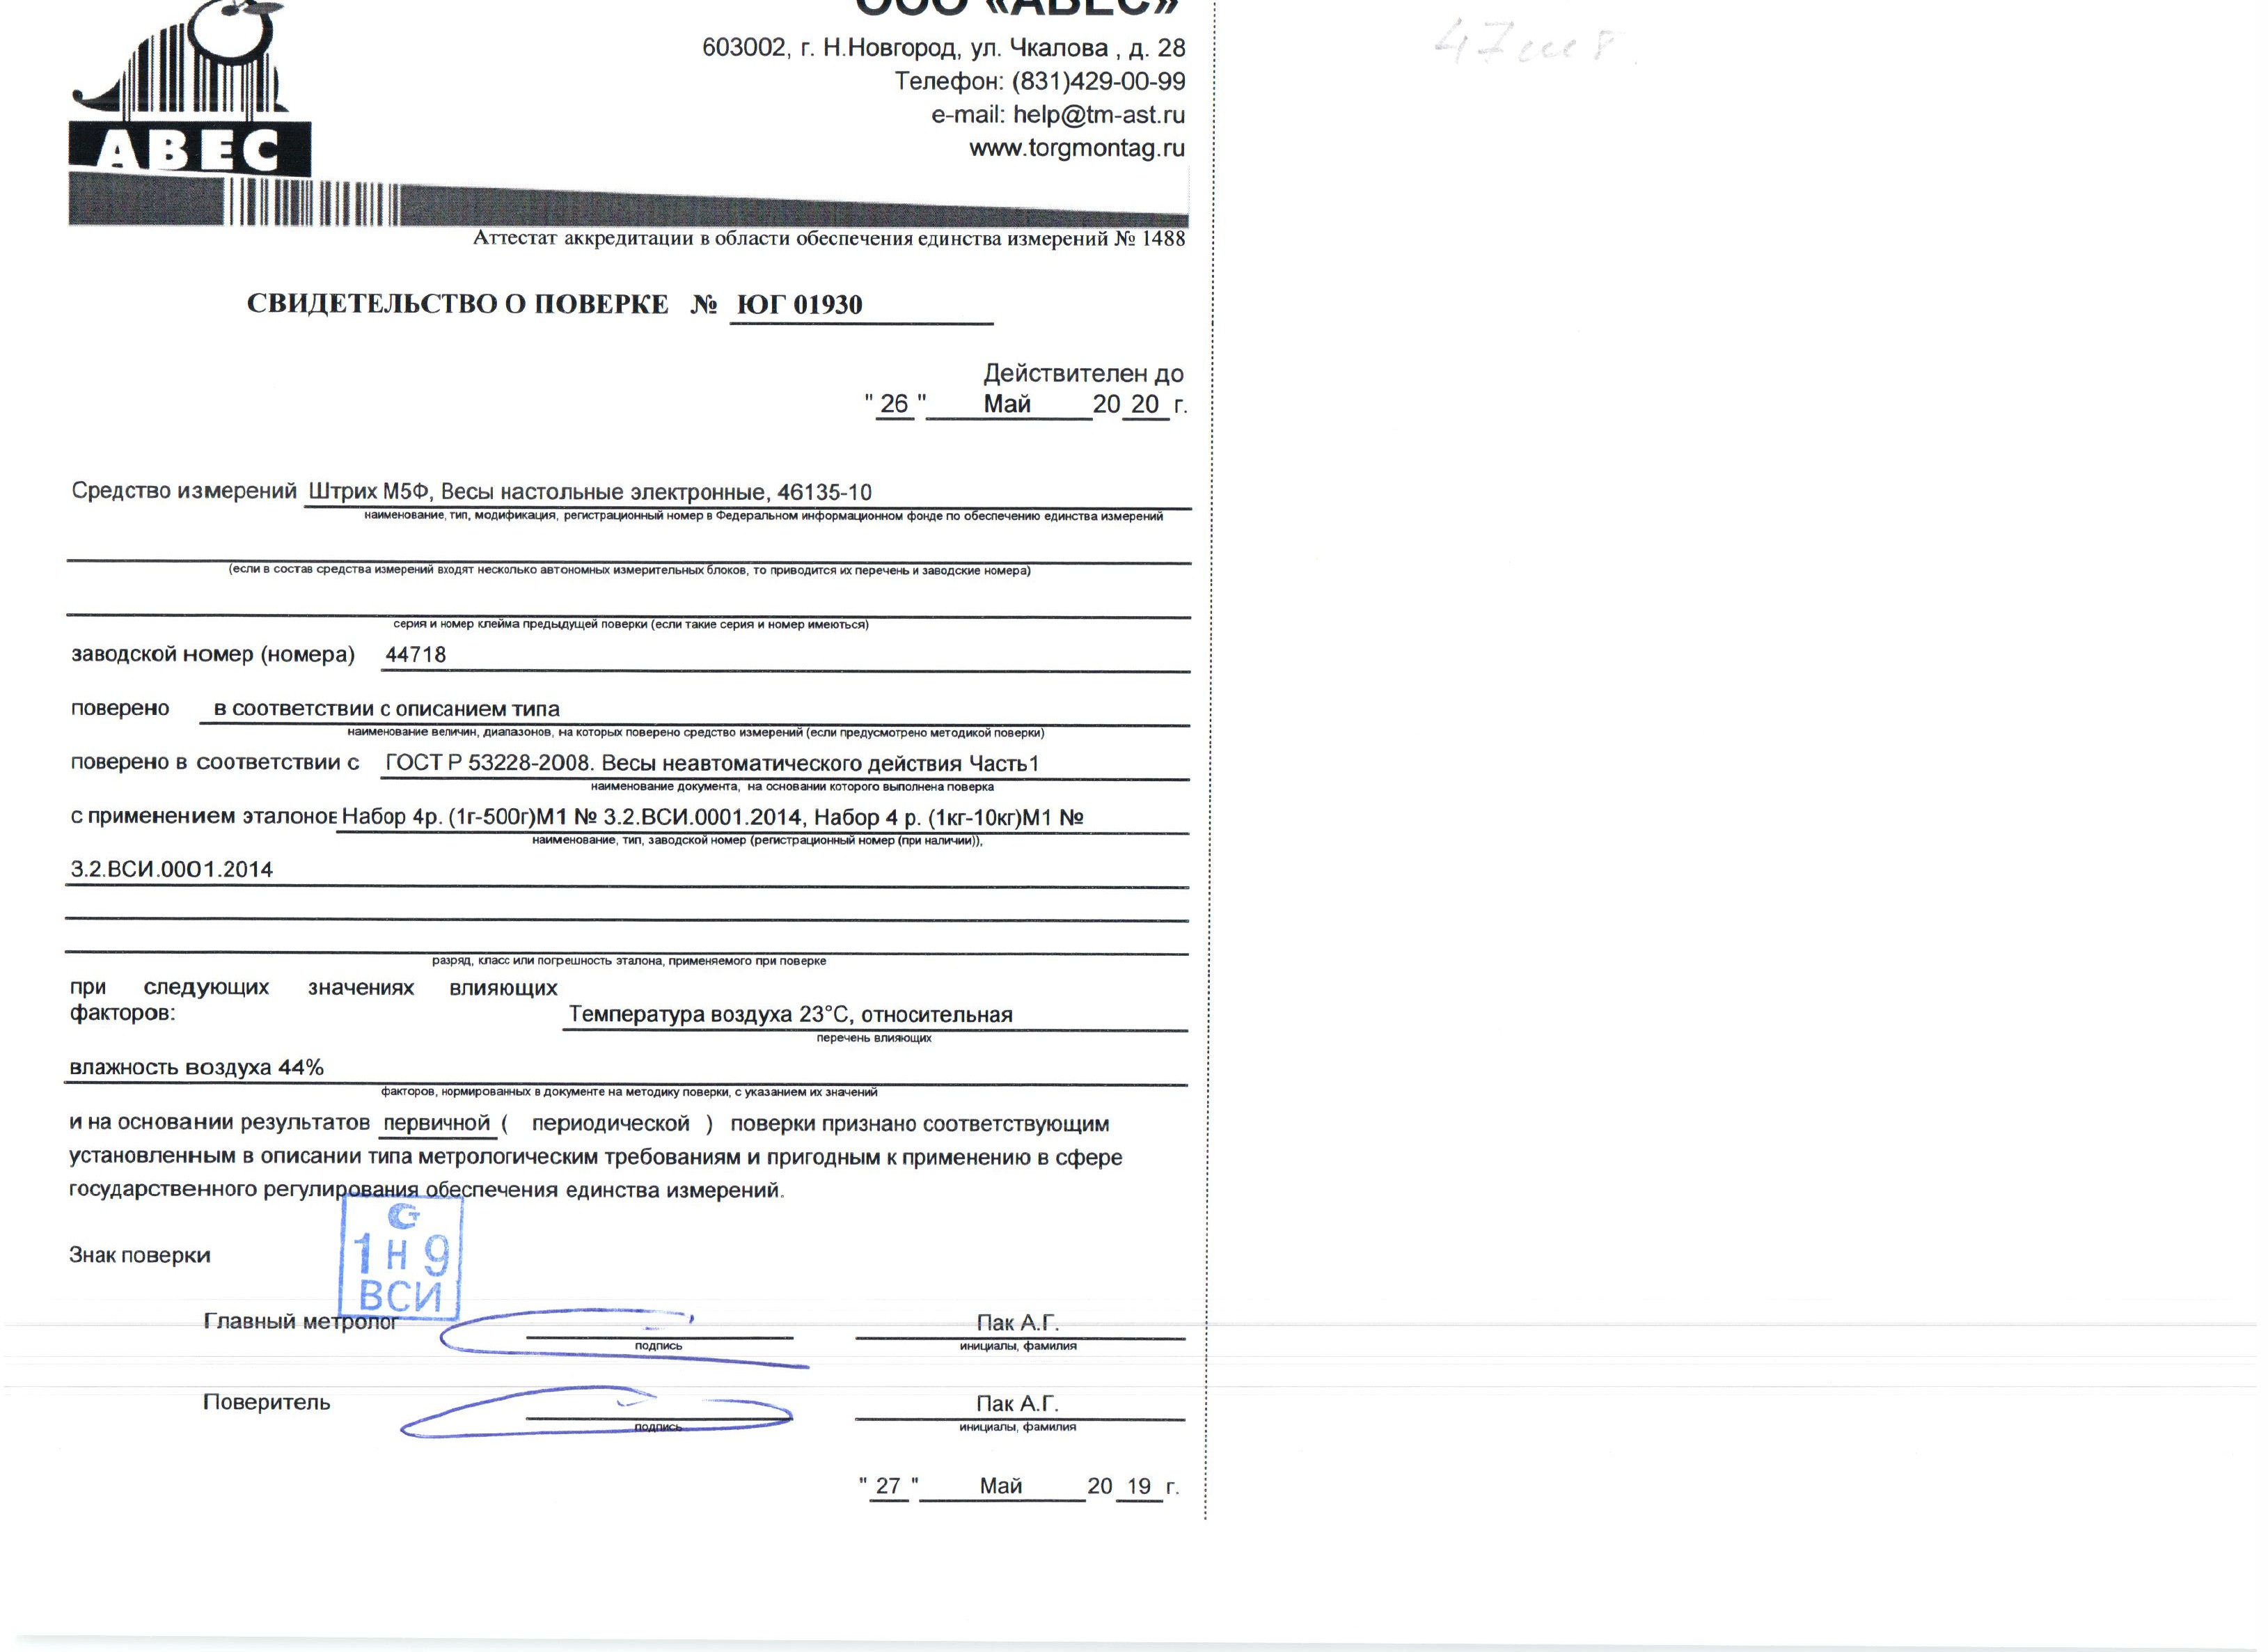 ООО «АВЕС»
603002, г. Н.Новгород, ул. Чкалова , д. 28
Телефон: (831)429-00-99
e-mail: help@tm-ast.ru
www.torgmontag.ru
АВЕС
Аттестат аккредитации в области обеспечения единства измерений № 1488
СВИДЕТЕЛЬСТВО О ПОВЕРКЕ № ЮГ 01930
Действителен до
" 26 " Май 20 20 г.
Средство измерений Штрих М5Ф, Весы настольные электронные, 46135-10
наименование, тип, модификация, регистрационный номер в Федеральном информационном фонде по обеспечению единства измерений
(если в состав средства измерений входят несколько автономных измерительных блоков, то приводится их перечень и заводские номера)
серия и номер клейма предыдущей поверки (если такие серия и номер имеються)
заводской номер (номера) 44718
поверено в соответствии с описанием типа
наименование величин, диапазонов, на которых поверено средство измерений (если предусмотрено методикой поверки)
поверено в соответствии с ГОСТ Р 53228-2008. Весы неавтоматического действия Часть1
наименование документа, на основании которого выполнена поверка
с применением эталонов Набор 4р. (1г-500г)М1 № 3.2.ВСИ.0001.2014, Набор 4 р. (1кг-10кг)М1 №
наименование, тип, заводской номер (регистрационный номер (при наличии)),
3.2.ВСИ.0001.2014
разряд, класс или погрешность эталона, применяемого при поверке
при следующих значениях влияющих
факторов: Температура воздуха 23°С, относительная
перечень влияющих
влажность воздуха 44%
факторов, нормированных в документе на методику поверки, с указанием их значений
и на основании результатов первичной ( периодической ) поверки признано соответствующим
установленным в описании типа метрологическим требованиям и пригодным к применению в сфере
государственного регулирования обеспечения единства измерений.
1 Н 9
ВСИ
Знак поверки
Главный метролог Пак А.Г.
подпись инициалы, фамилия
Поверитель Пак А.Г.
подпись инициалы, фамилия
" 27 " Май 20 19 г.